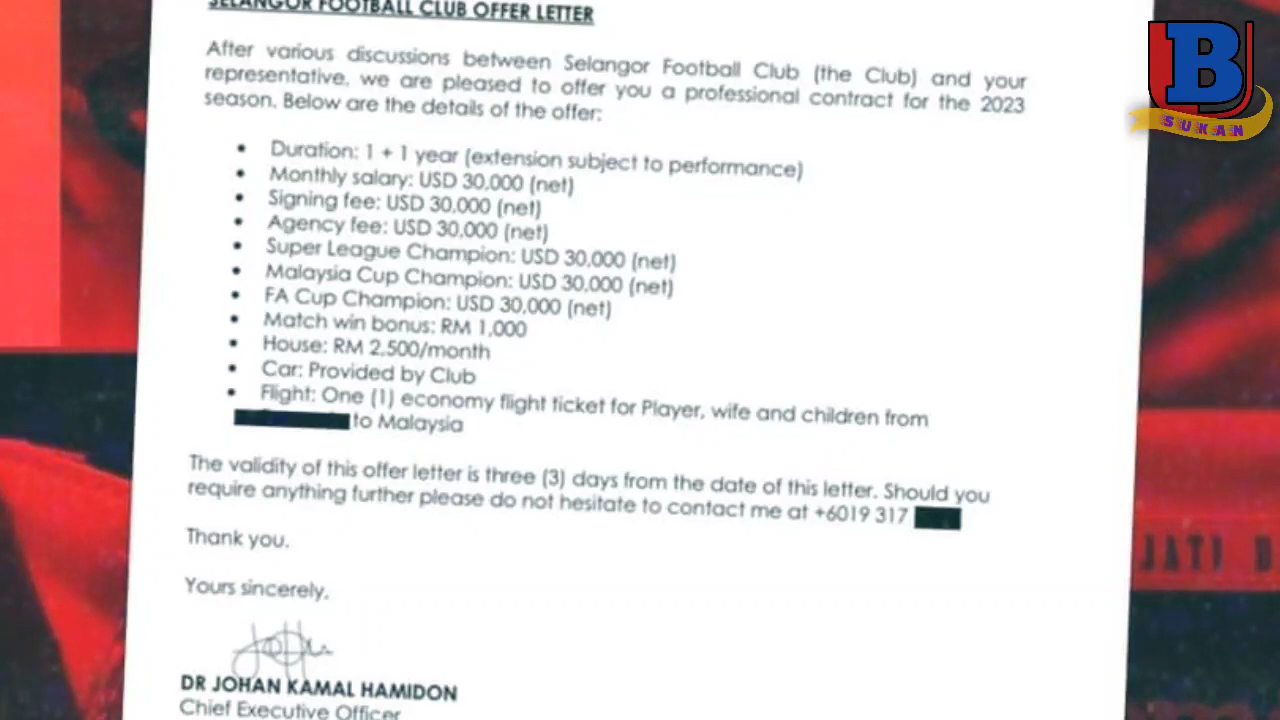 SELANGOR FOOTBALL CLUB OFFER LETTER
After various discussions between Selangor Football Club (the Club) and your
representative, we are pleased to offer you a professional contract for the 2023
season. Below are the details of the offer:
• Duration: 1 + 1 year (extension subject to performance)
• Monthly salary: USD 30,000 (net)
• Signing fee: USD 30,000 (net)
• Agency fee: USD 30,000 (net)
• Super League Champion: USD 30,000 (net)
• Malaysia Cup Champion: USD 30,000 (net)
• FA Cup Champion: USD 30,000 (net)
• Match win bonus: RM 1,000
• House: RM 2,500/month
• Car: Provided by Club
• Flight: One (1) economy flight ticket for Player, wife and children from
to Malaysia
The validity of this offer letter is three (3) days from the date of this letter. Should you
require anything further please do not hesitate to contact me at +6019 317
Thank you.
Yours sincerely,
DR JOHAN KAMAL HAMIDON
Chief Executive Officer
B
SUKAN
JATI B